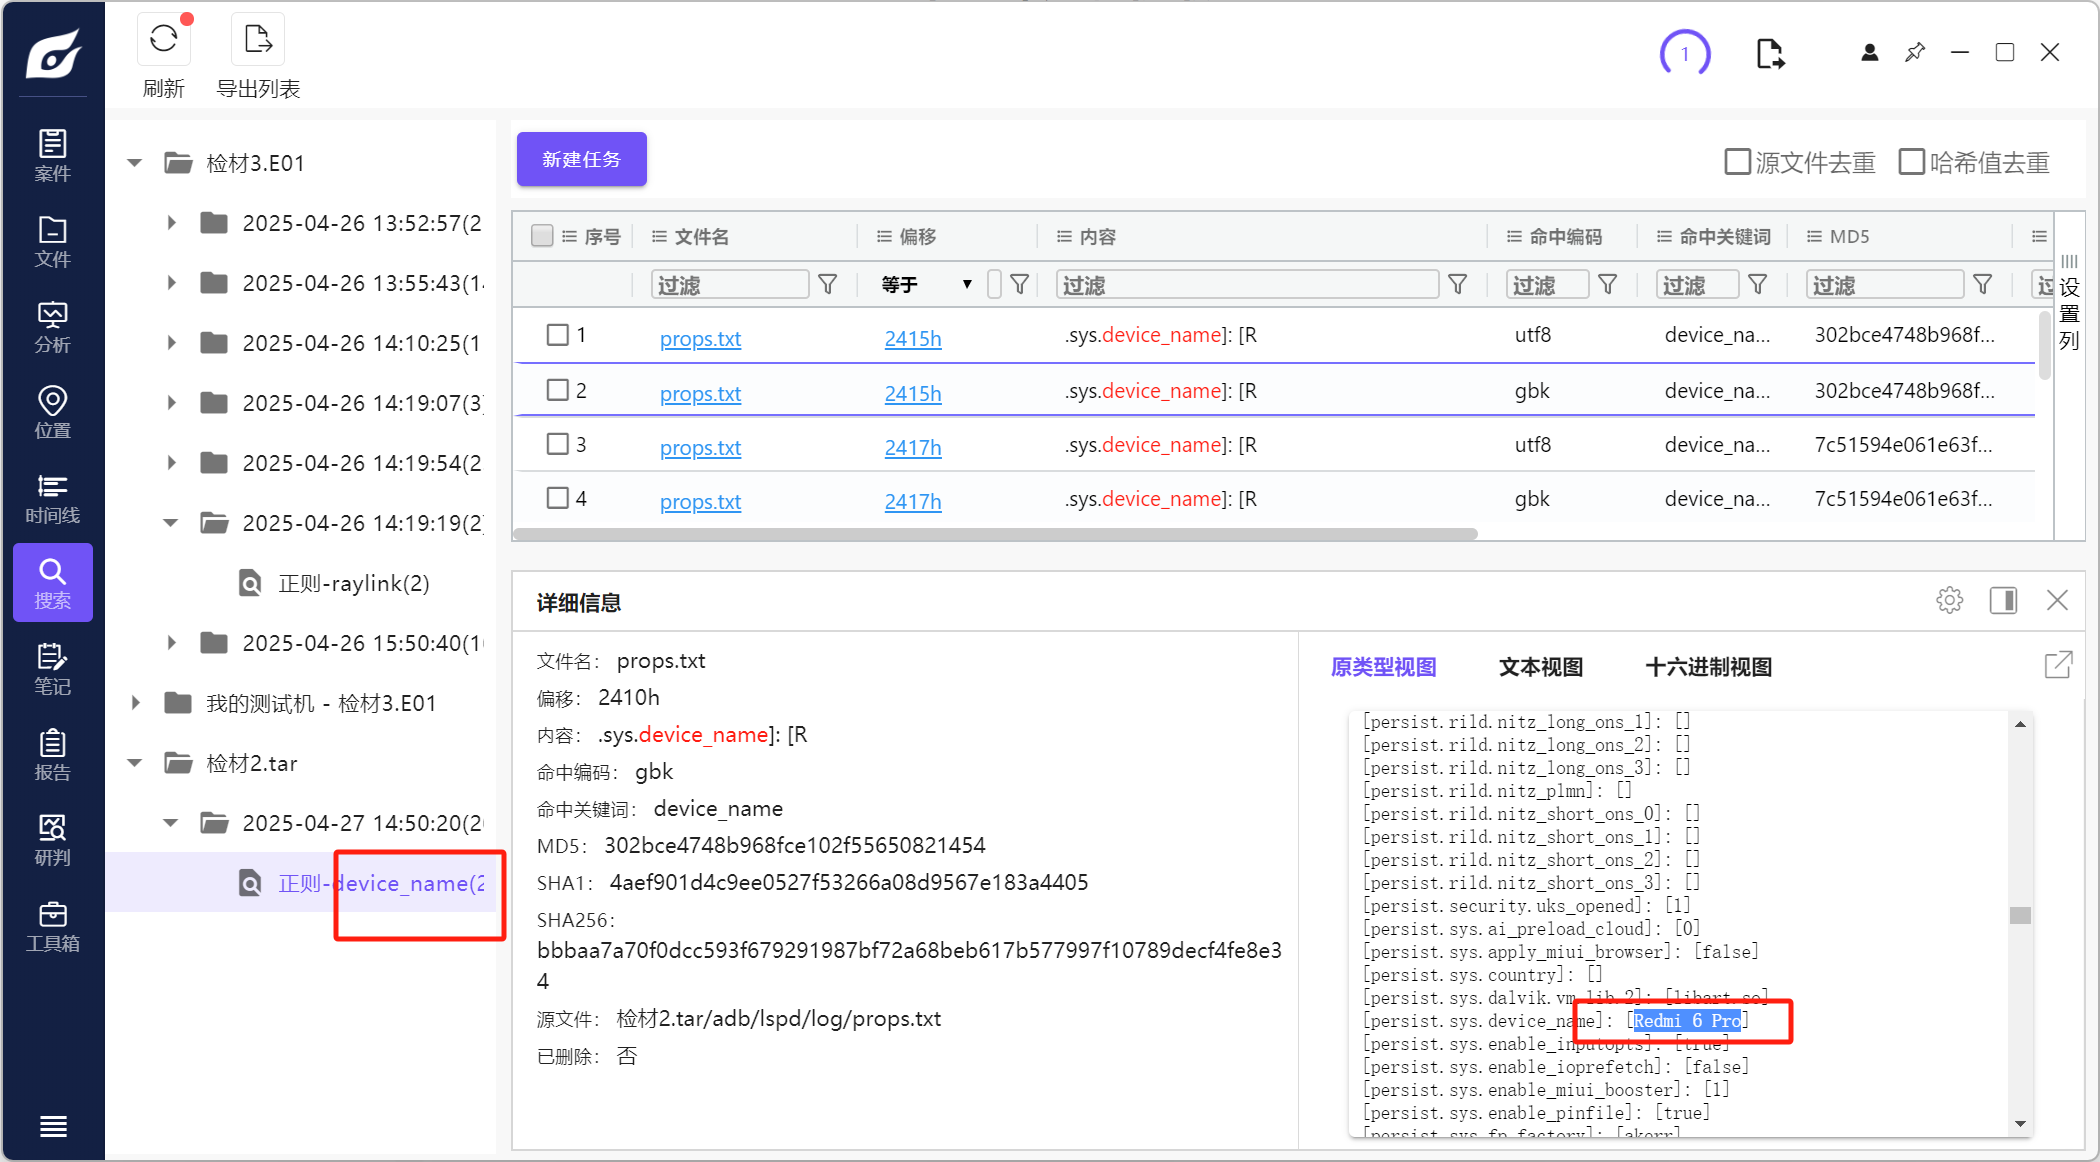 刷新
导出列表
1
案件
文件
分析
位置
时间线
搜索
笔记
报告
研判
工具箱
检材3.E01
2025-04-26 13:52:57(2
2025-04-26 13:55:43(1
2025-04-26 14:10:25(1
2025-04-26 14:19:07(3
2025-04-26 14:19:54(2
2025-04-26 14:19:19(2
正则-raylink(2)
2025-04-26 15:50:40(1
我的测试机 - 检材3.E01
检材2.tar
2025-04-27 14:50:20(2
正则-device_name(2
新建任务
源文件去重
哈希值去重
序号 文件名 偏移 内容 命中编码 命中关键词 MD5
过滤 等于 过滤 过滤 过滤 过滤 过
1 props.txt 2415h .sys.device_name]: [R utf8 device_na... 302bce4748b968f...
2 props.txt 2415h .sys.device_name]: [R gbk device_na... 302bce4748b968f...
3 props.txt 2417h .sys.device_name]: [R utf8 device_na... 7c51594e061e63f...
4 props.txt 2417h .sys.device_name]: [R gbk device_na... 7c51594e061e63f...
设置列
详细信息
文件名： props.txt
偏移： 2410h
内容： .sys.device_name]: [R
命中编码： gbk
命中关键词： device_name
MD5： 302bce4748b968fce102f55650821454
SHA1： 4aef901d4c9ee0527f53266a08d9567e183a4405
SHA256：
bbbaa7a70f0dcc593f679291987bf72a68beb617b577997f10789decf4fe8e3
4
源文件： 检材2.tar/adb/lspd/log/props.txt
已删除： 否
原类型视图 文本视图 十六进制视图
[persist.rild.nitz_long_ons_1]: []
[persist.rild.nitz_long_ons_2]: []
[persist.rild.nitz_long_ons_3]: []
[persist.rild.nitz_plmn]: []
[persist.rild.nitz_short_ons_0]: []
[persist.rild.nitz_short_ons_1]: []
[persist.rild.nitz_short_ons_2]: []
[persist.rild.nitz_short_ons_3]: []
[persist.security.uks_opened]: [1]
[persist.sys.ai_preload_cloud]: [0]
[persist.sys.apply_miui_browser]: [false]
[persist.sys.country]: []
[persist.sys.dalvik.vm.lib.2]: [libart.so]
[persist.sys.device_name]: [Redmi 6 Pro]
[persist.sys.enable_inputopts]: [true]
[persist.sys.enable_ioprefetch]: [false]
[persist.sys.enable_miui_booster]: [1]
[persist.sys.enable_pinfile]: [true]
[persist.sys.fp.factory]: [akorr]